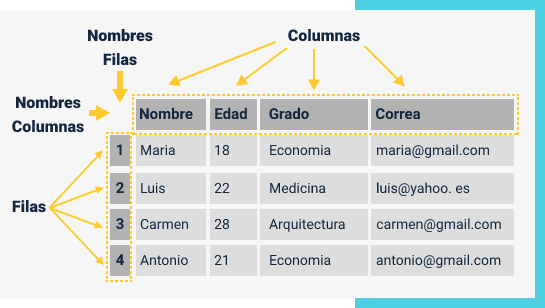 Nombres
Filas
Columnas
Nombres
Columnas
Nombre Edad Grado Correa
1 Maria 18 Economia maria@gmail.com
2 Luis 22 Medicina luis@yahoo. es
Filas
3 Carmen 28 Arquitectura carmen@gmail.com
4 Antonio 21 Economia antonio@gmail.com